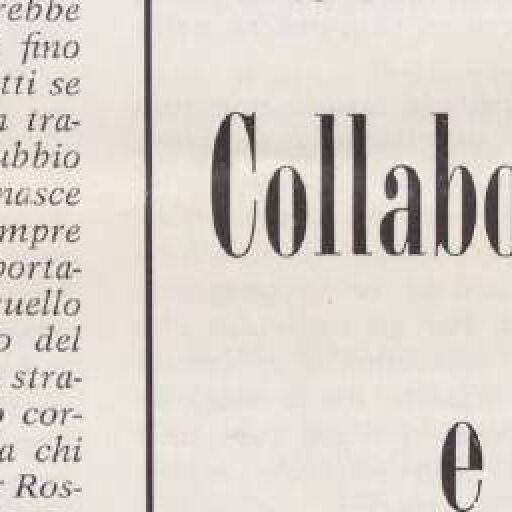 rebbe
fino
tti se
tra-
ubbio
nasce
mpre
porta-
uello
del
stra-
cor-
a chi
Ros-
Collabo
e